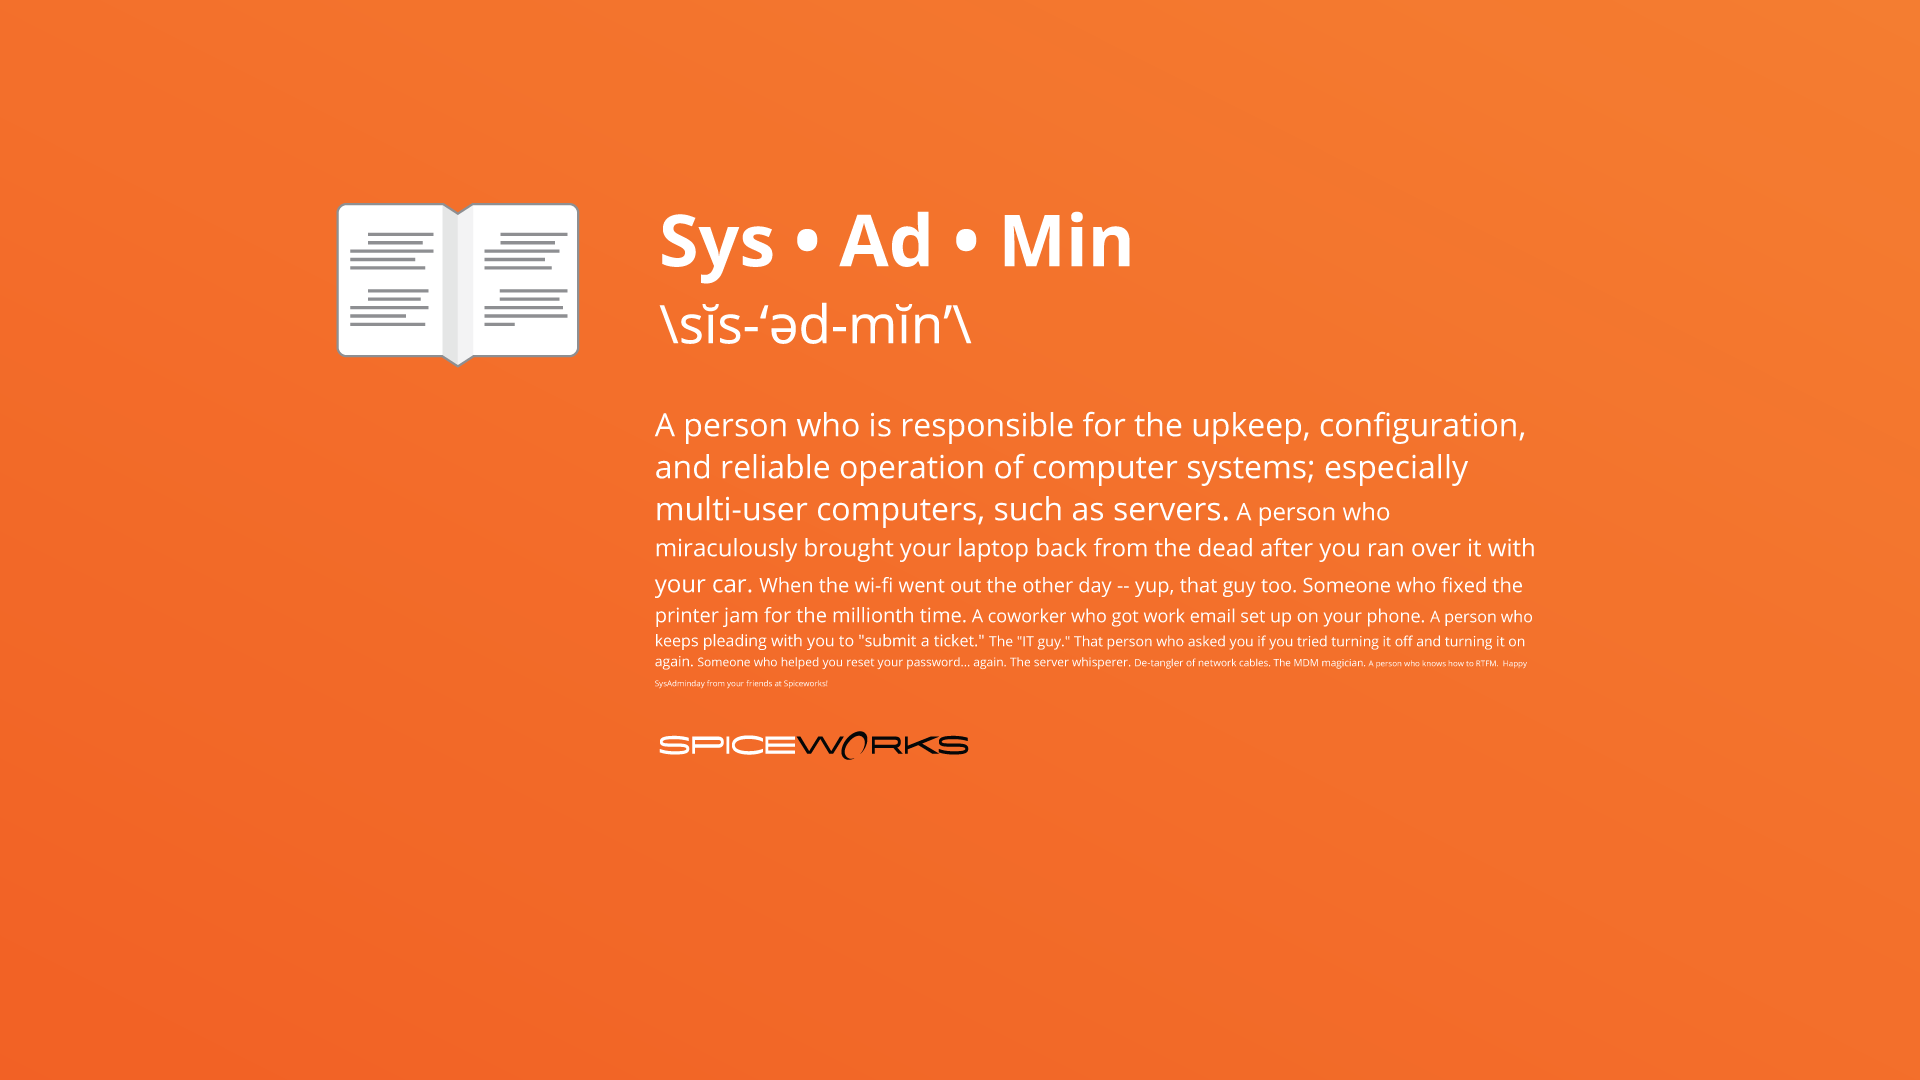 Sys • Ad • Min
\sĭs-‘əd-mĭn’\
A person who is responsible for the upkeep, configuration,
and reliable operation of computer systems; especially
multi-user computers, such as servers. A person who
miraculously brought your laptop back from the dead after you ran over it with
your car. When the wi-fi went out the other day -- yup, that guy too. Someone who fixed the
printer jam for the millionth time. A coworker who got work email set up on your phone. A person who
keeps pleading with you to "submit a ticket." The "IT guy." That person who asked you if you tried turning it off and turning it on
again. Someone who helped you reset your password... again. The server whisperer. De-tangler of network cables. The MDM magician. A person who knows how to RTFM. Happy
SysAdminday from your friends at Spiceworks!
SPICEWORKS